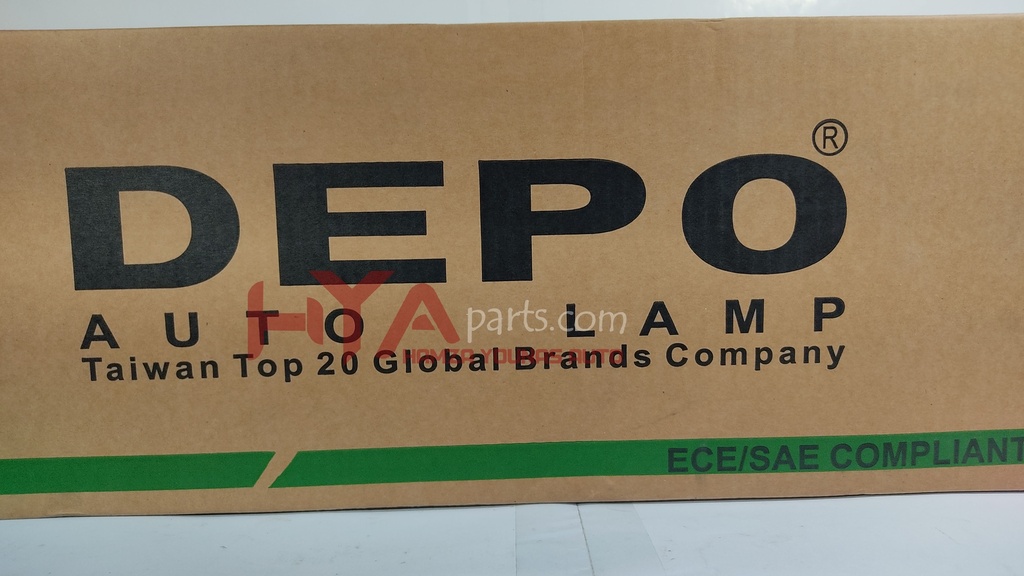 DEPO®
AUTO LAMP
HYAparts.com
Taiwan Top 20 Global Brands Company
ECE/SAE COMPLIANT